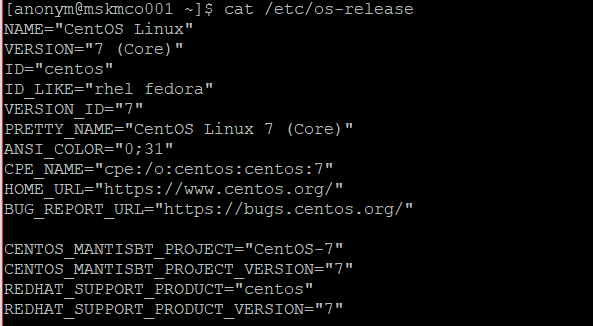 [anonym@mskmco001 ~]$ cat /etc/os-release
NAME="CentOS Linux"
VERSION="7 (Core)"
ID="centos"
ID_LIKE="rhel fedora"
VERSION_ID="7"
PRETTY_NAME="CentOS Linux 7 (Core)"
ANSI_COLOR="0;31"
CPE_NAME="cpe:/o:centos:centos:7"
HOME_URL="https://www.centos.org/"
BUG_REPORT_URL="https://bugs.centos.org/"

CENTOS_MANTISBT_PROJECT="CentOS-7"
CENTOS_MANTISBT_PROJECT_VERSION="7"
REDHAT_SUPPORT_PRODUCT="centos"
REDHAT_SUPPORT_PRODUCT_VERSION="7"